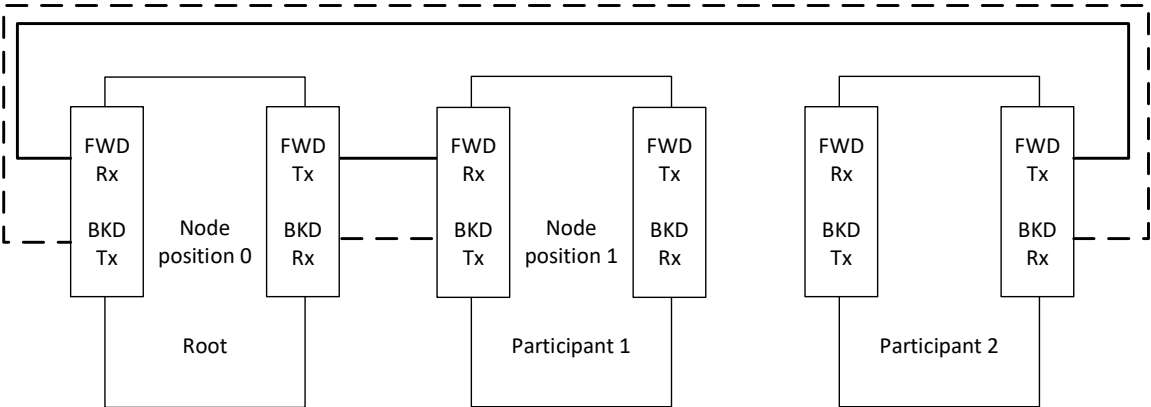 FWD
Rx
BKD
Tx
Node
position 0
FWD
Tx
BKD
Rx
Root
FWD
Rx
BKD
Tx
Node
position 1
FWD
Tx
BKD
Rx
Participant 1
FWD
Rx
BKD
Tx
FWD
Tx
BKD
Rx
Participant 2